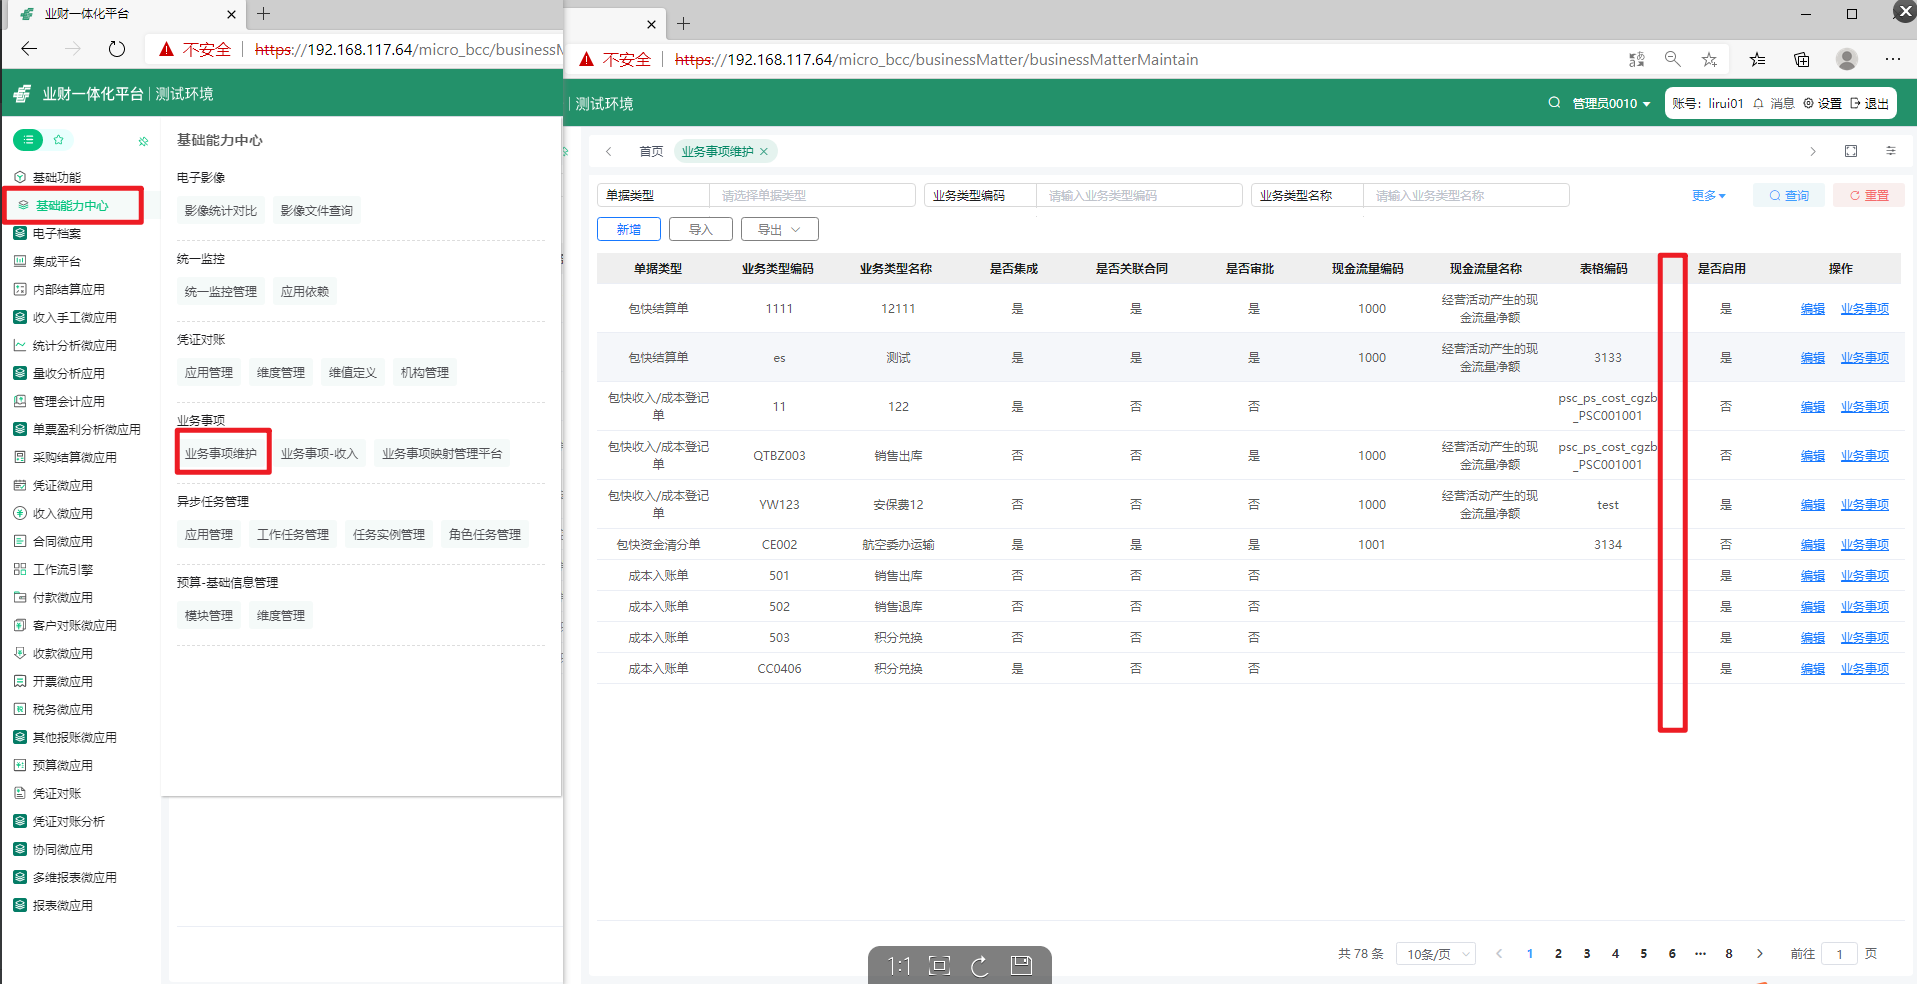 业财一体化平台
不安全 https://192.168.117.64/micro_bcc/businessM
业财一体化平台 | 测试环境
基础功能
基础能力中心
电子档案
集成平台
内部结算应用
收入手工微应用
统计分析微应用
量收分析应用
管理会计应用
单票盈利分析微应用
采购结算微应用
凭证微应用
收入微应用
合同微应用
工作流引擎
付款微应用
客户对账微应用
收款微应用
开票微应用
税务微应用
其他报账微应用
预算微应用
凭证对账
凭证对账分析
协同微应用
多维报表微应用
报表微应用
基础能力中心
电子影像
影像统计对比 影像文件查询
统一监控
统一监控管理 应用依赖
凭证对账
应用管理 维度管理 维值定义 机构管理
业务事项
业务事项维护 业务事项-收入 业务事项映射管理平台
异步任务管理
应用管理 工作任务管理 任务实例管理 角色任务管理
预算-基础信息管理
模块管理 维度管理
不安全 https://192.168.117.64/micro_bcc/businessMatter/businessMatterMaintain
| 测试环境 管理员0010 账号：lirui01 消息 设置 退出
首页 业务事项维护
单据类型 请选择单据类型 业务类型编码 请输入业务类型编码 业务类型名称 请输入业务类型名称 更多 查询 重置
新增 导入 导出
单据类型 业务类型编码 业务类型名称 是否集成 是否关联合同 是否审批 现金流量编码 现金流量名称 表格编码 是否启用 操作
包快结算单 1111 12111 是 是 是 1000 经营活动产生的现金流量净额 是 编辑 业务事项
包快结算单 es 测试 是 是 是 1000 经营活动产生的现金流量净额 3133 是 编辑 业务事项
包快收入/成本登记单 11 122 是 否 否 psc_ps_cost_cgzb_PSC001001 否 编辑 业务事项
包快收入/成本登记单 QTBZ003 销售出库 否 否 是 1000 经营活动产生的现金流量净额 psc_ps_cost_cgzb_PSC001001 否 编辑 业务事项
包快收入/成本登记单 YW123 安保费12 否 否 否 1000 经营活动产生的现金流量净额 test 是 编辑 业务事项
包快资金清分单 CE002 航空委办运输 是 是 是 1001 3134 否 编辑 业务事项
成本入账单 501 销售出库 否 否 否 是 编辑 业务事项
成本入账单 502 销售退库 否 否 否 是 编辑 业务事项
成本入账单 503 积分兑换 否 否 否 是 编辑 业务事项
成本入账单 CC0406 积分兑换 是 否 否 是 编辑 业务事项
共 78 条 10条/页 1 2 3 4 5 6 ··· 8 前往 1 页
1:1